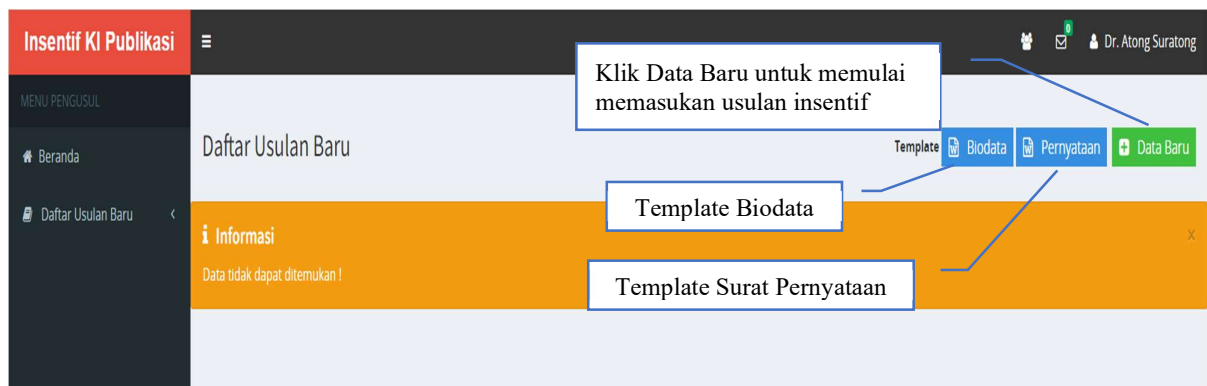 Insentif KI Publikasi
0
Dr. Atong Suratong
Klik Data Baru untuk memulai
memasukan usulan insentif
MENU PENGUSUL
Beranda
Daftar Usulan Baru
Daftar Usulan Baru
Template Biodata Pernyataan Data Baru
Template Biodata
i Informasi
x
Data tidak dapat ditemukan !
Template Surat Pernyataan